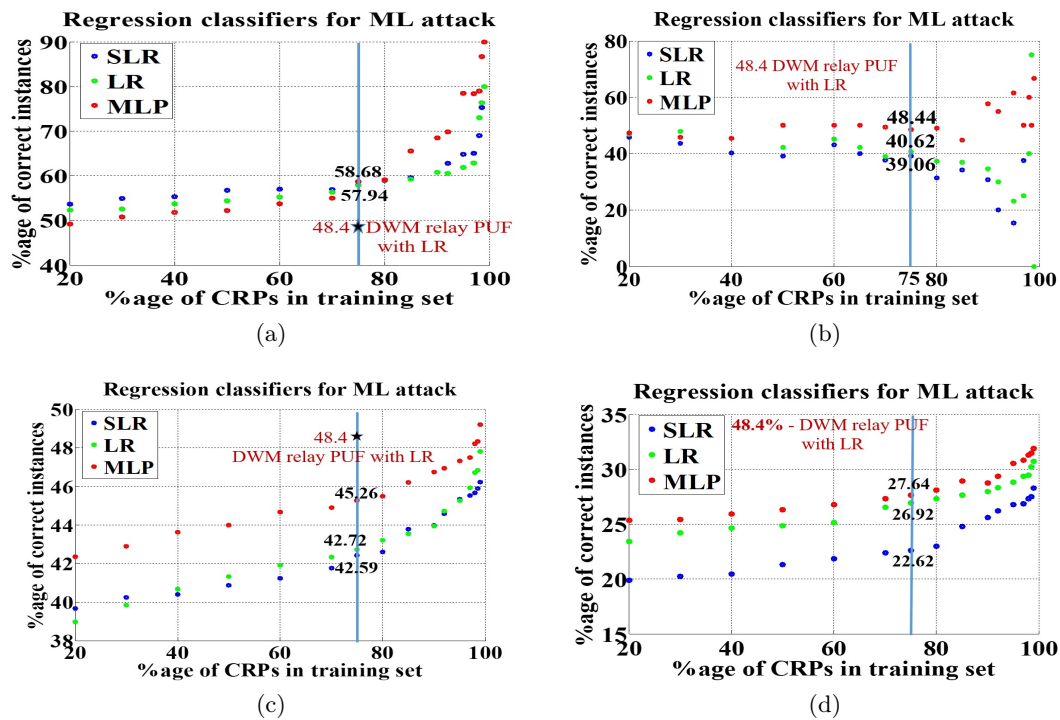 Regression classifiers for ML attack
90
80
70
60
50
40
%age of correct instances
SLR
LR
MLP
58.68
57.94
48.4 DWM relay PUF
with LR
20 40 60 80 100
%age of CRPs in training set
(a)
Regression classifiers for ML attack
80
60
40
20
0
%age of correct instances
SLR
LR
MLP
48.4 DWM relay PUF
with LR
48.44
40.62
39.06
20 40 60 75 80 100
%age of CRPs in training set
(b)
Regression classifiers for ML attack
50
48
46
44
42
40
38
%age of correct instances
SLR
LR
MLP
48.4
DWM relay PUF with LR
45.26
42.72
42.59
20 40 60 80 100
%age of CRPs in training set
(c)
Regression classifiers for ML attack
35
30
25
20
15
%age of correct instances
SLR
LR
MLP
48.4% - DWM relay PUF
with LR
27.64
26.92
22.62
20 40 60 80 100
%age of CRPs in training set
(d)